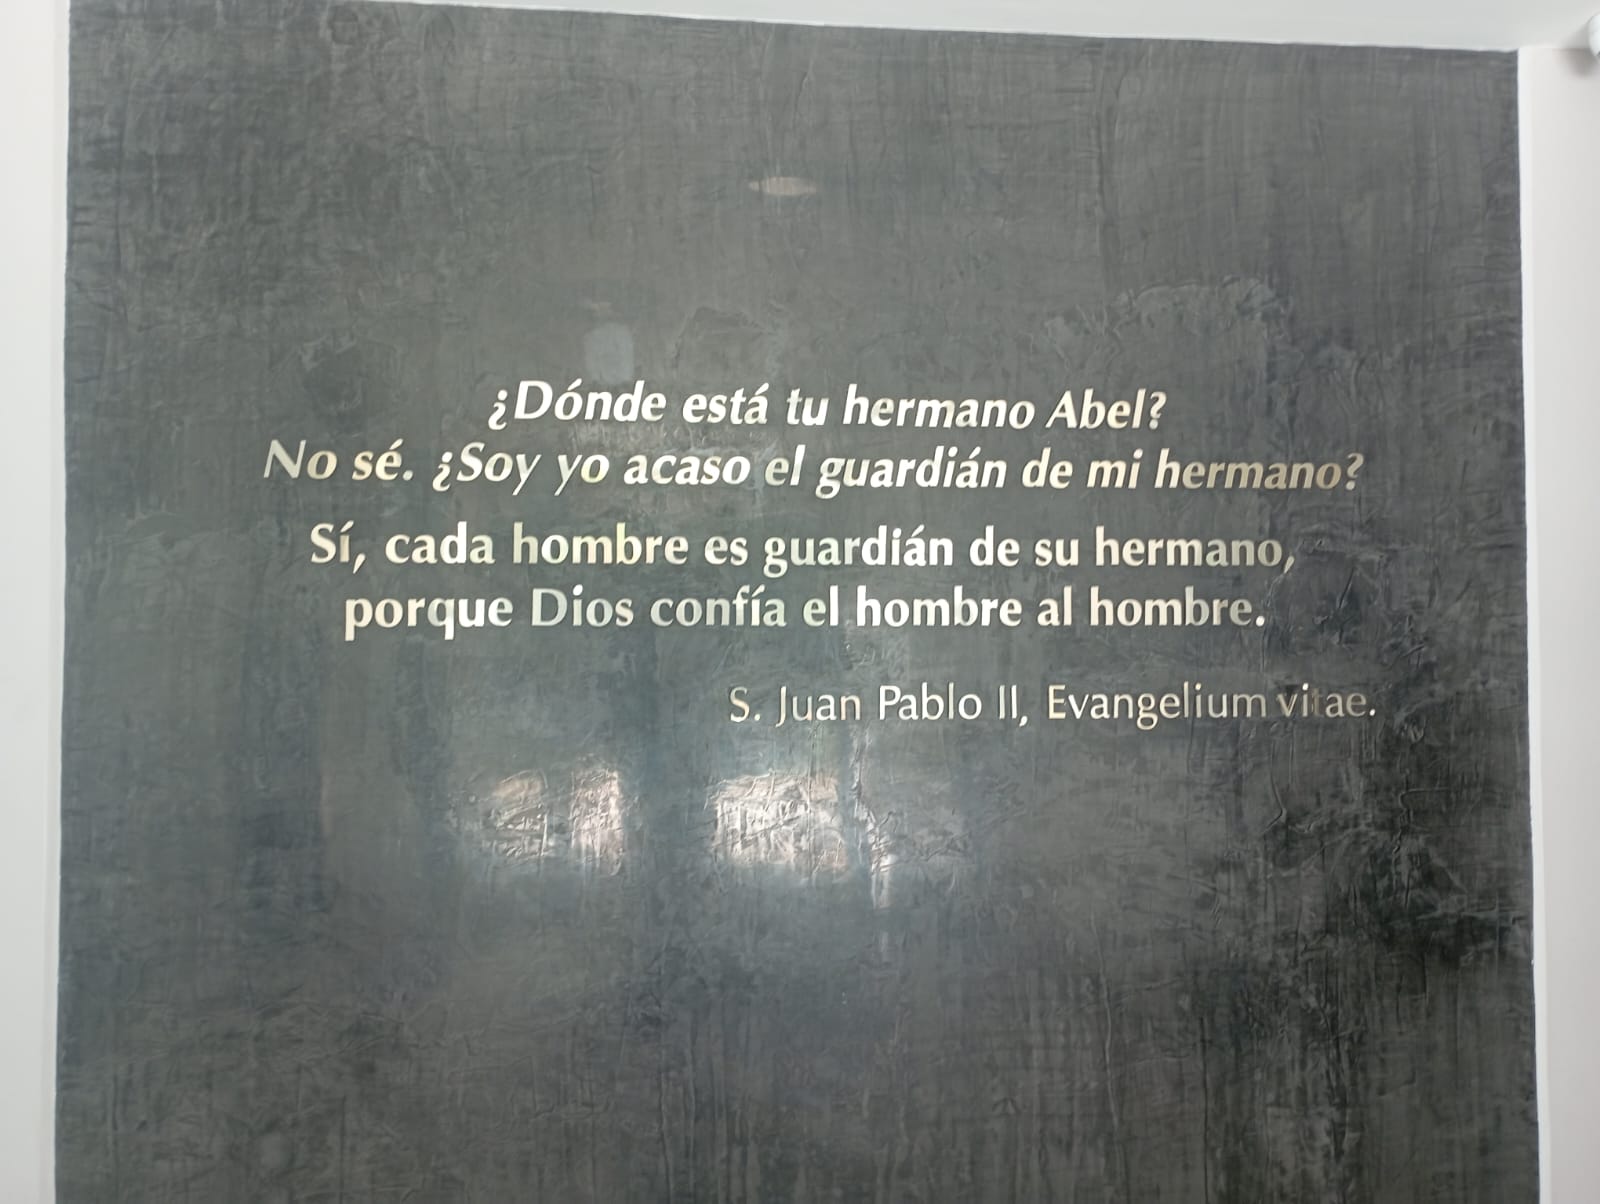 ¿Dónde está tu hermano Abel?
No sé. ¿Soy yo acaso el guardián de mi hermano?
Sí, cada hombre es guardián de su hermano,
porque Dios confía el hombre al hombre.
S. Juan Pablo II, Evangelium vitae.